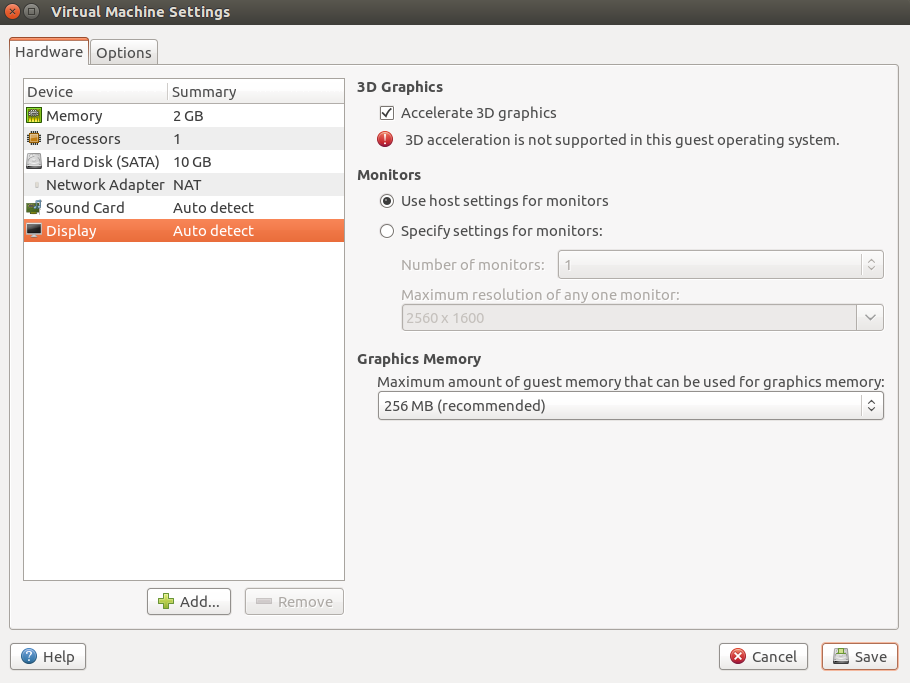 Virtual Machine Settings
Hardware Options
Device Summary
Memory 2 GB
Processors 1
Hard Disk (SATA) 10 GB
Network Adapter NAT
Sound Card Auto detect
Display Auto detect
Add... Remove
3D Graphics
Accelerate 3D graphics
3D acceleration is not supported in this guest operating system.
Monitors
Use host settings for monitors
Specify settings for monitors:
Number of monitors: 1
Maximum resolution of any one monitor:
2560 x 1600
Graphics Memory
Maximum amount of guest memory that can be used for graphics memory:
256 MB (recommended)
Help Cancel Save